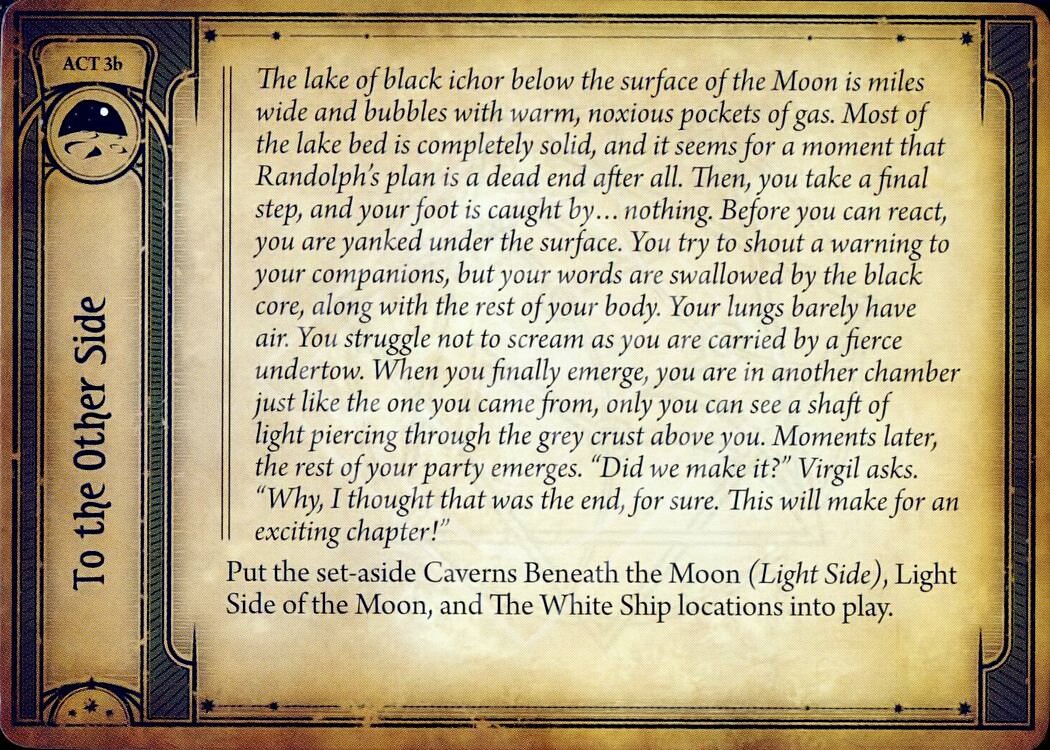 ACT 3b
To the Other Side
The lake of black ichor below the surface of the Moon is miles
wide and bubbles with warm, noxious pockets of gas. Most of
the lake bed is completely solid, and it seems for a moment that
Randolph’s plan is a dead end after all. Then, you take a final
step, and your foot is caught by… nothing. Before you can react,
you are yanked under the surface. You try to shout a warning to
your companions, but your words are swallowed by the black
core, along with the rest of your body. Your lungs barely have
air. You struggle not to scream as you are carried by a fierce
undertow. When you finally emerge, you are in another chamber
just like the one you came from, only you can see a shaft of
light piercing through the grey crust above you. Moments later,
the rest of your party emerges. “Did we make it?” Virgil asks.
“Why, I thought that was the end, for sure. This will make for an
exciting chapter!”
Put the set-aside Caverns Beneath the Moon (Light Side), Light
Side of the Moon, and The White Ship locations into play.